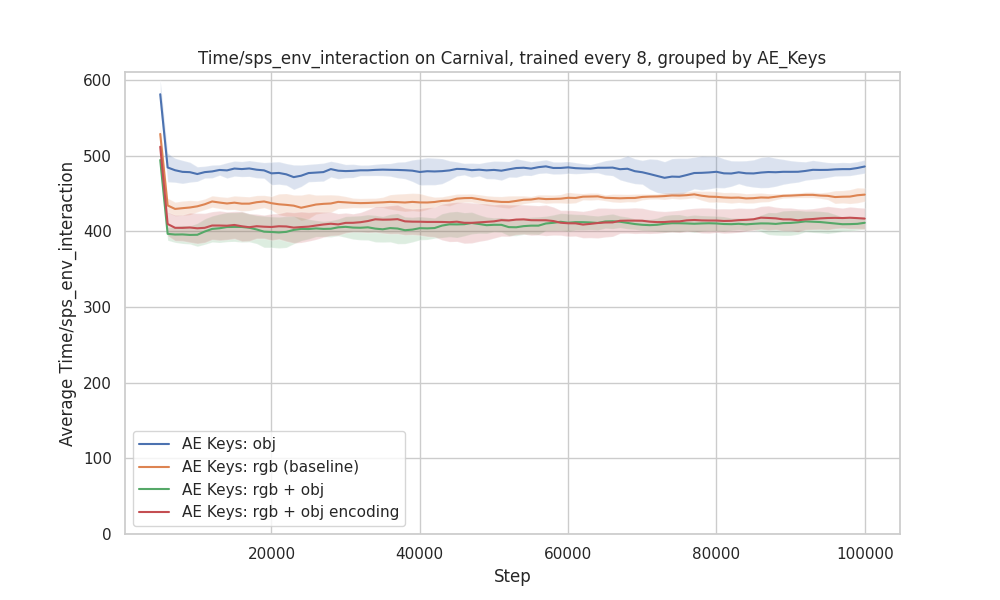 Time/sps_env_interaction on Carnival, trained every 8, grouped by AE_Keys
600
500
400
300
200
100
0
Average Time/sps_env_interaction
AE Keys: obj
AE Keys: rgb (baseline)
AE Keys: rgb + obj
AE Keys: rgb + obj encoding
20000
40000
60000
80000
100000
Step